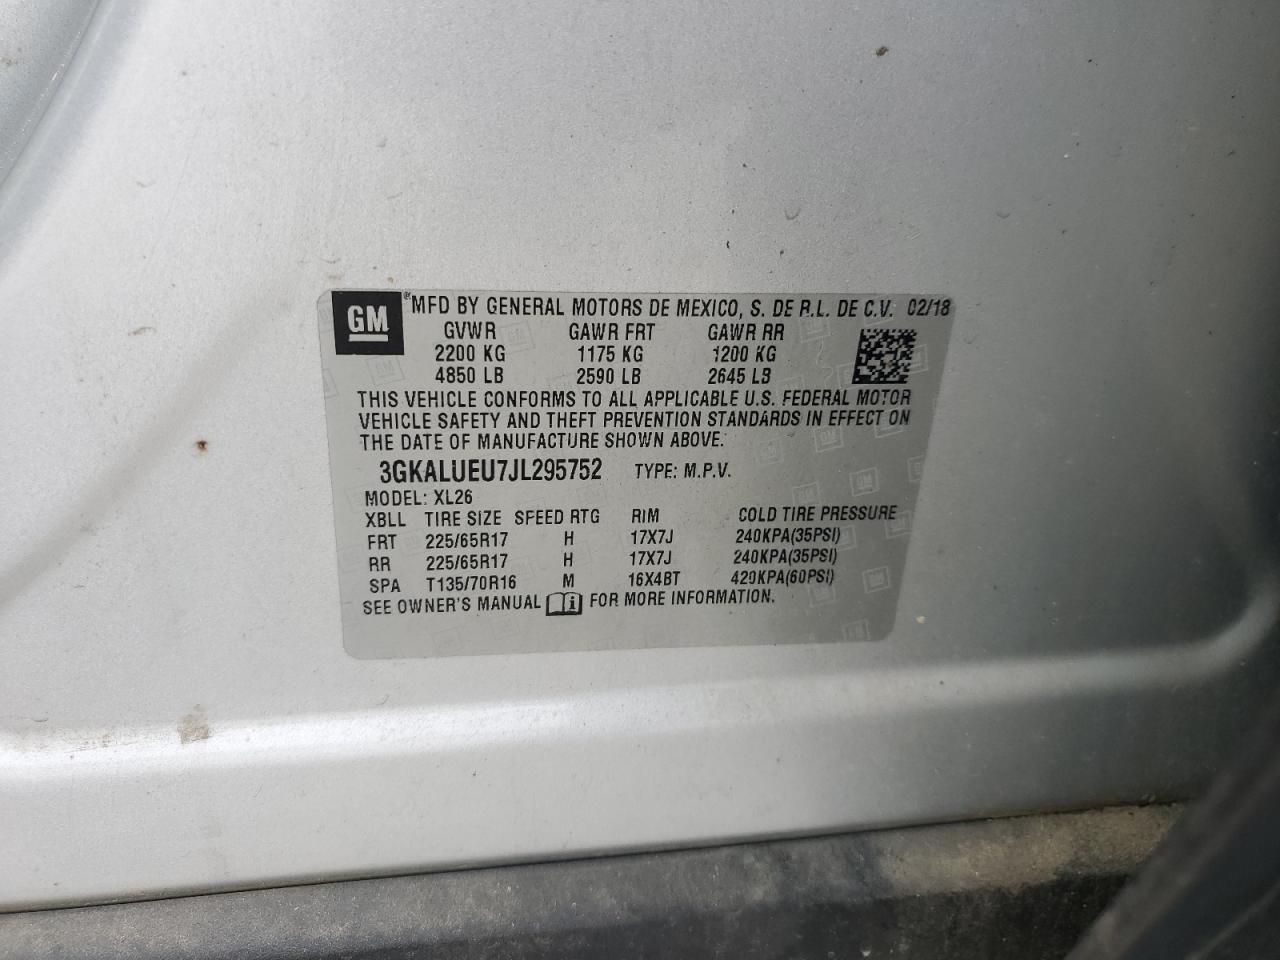 GM ® MFD BY GENERAL MOTORS DE MEXICO, S. DE R.L. DE C.V. 02/18
GVWR GAWR FRT GAWR RR
2200 KG 1175 KG 1200 KG
4850 LB 2590 LB 2645 LB
THIS VEHICLE CONFORMS TO ALL APPLICABLE U.S. FEDERAL MOTOR
VEHICLE SAFETY AND THEFT PREVENTION STANDARDS IN EFFECT ON
THE DATE OF MANUFACTURE SHOWN ABOVE.
3GKALUEU7JL295752 TYPE: M.P.V.
MODEL: XL26
XBLL TIRE SIZE SPEED RTG RIM COLD TIRE PRESSURE
FRT 225/65R17 H 17X7J 240KPA(35PSI)
RR 225/65R17 H 17X7J 240KPA(35PSI)
SPA T135/70R16 M 16X4BT 420KPA(60PSI)
SEE OWNER'S MANUAL i FOR MORE INFORMATION.